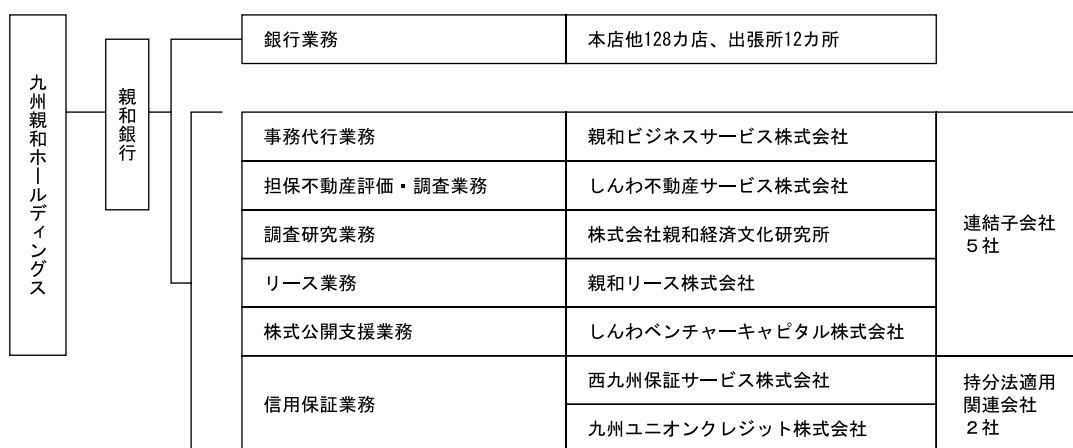 九州親和ホールディングス
親和銀行
銀行業務
本店他128カ店、出張所12カ所
事務代行業務
親和ビジネスサービス株式会社
担保不動産評価・調査業務
しんわ不動産サービス株式会社
調査研究業務
株式会社親和経済文化研究所
リース業務
親和リース株式会社
株式公開支援業務
しんわベンチャーキャピタル株式会社
連結子会社
5社
信用保証業務
西九州保証サービス株式会社
九州ユニオンクレジット株式会社
持分法適用
関連会社
2社